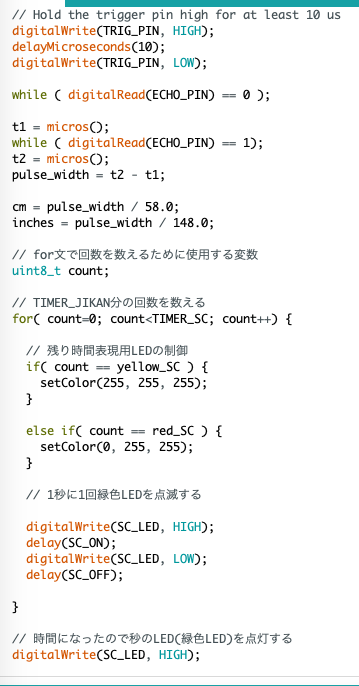 // Hold the trigger pin high for at least 10 us
digitalWrite(TRIG_PIN, HIGH);
delayMicroseconds(10);
digitalWrite(TRIG_PIN, LOW);
while ( digitalRead(ECHO_PIN) == 0 );
t1 = micros();
while ( digitalRead(ECHO_PIN) == 1);
t2 = micros();
pulse_width = t2 - t1;
cm = pulse_width / 58.0;
inches = pulse_width / 148.0;
// for文で回数を数えるために使用する変数
uint8_t count;
// TIMER_JIKAN分の回数を数える
for( count=0; count<TIMER_SC; count++) {
// 残り時間表現用LEDの制御
if( count == yellow_SC ) {
setColor(255, 255, 255);
}
else if( count == red_SC ) {
setColor(0, 255, 255);
}
// 1秒に1回緑色LEDを点滅する
digitalWrite(SC_LED, HIGH);
delay(SC_ON);
digitalWrite(SC_LED, LOW);
delay(SC_OFF);
}
// 時間になったので秒のLED(緑色LED)を点灯する
digitalWrite(SC_LED, HIGH);